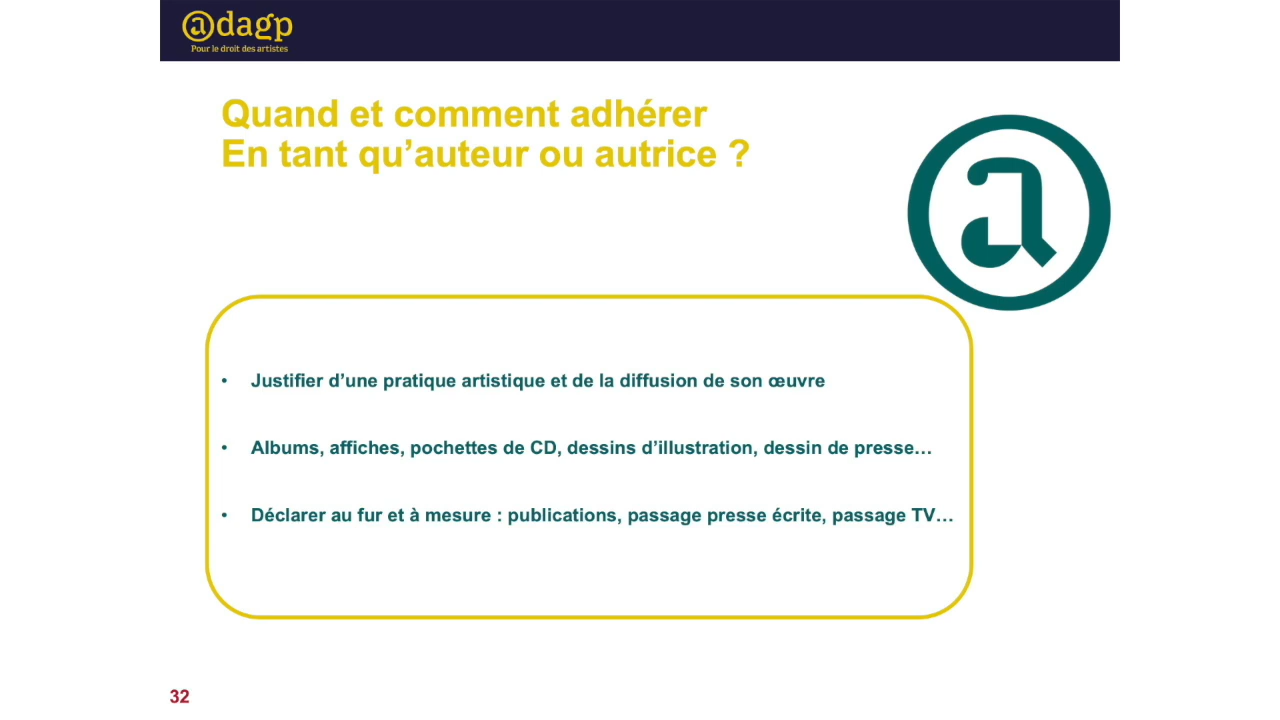 @dagp
Pour le droit des artistes
Quand et comment adhérer
En tant qu’auteur ou autrice ?
a
• Justifier d’une pratique artistique et de la diffusion de son œuvre
• Albums, affiches, pochettes de CD, dessins d’illustration, dessin de presse…
• Déclarer au fur et à mesure : publications, passage presse écrite, passage TV…
32